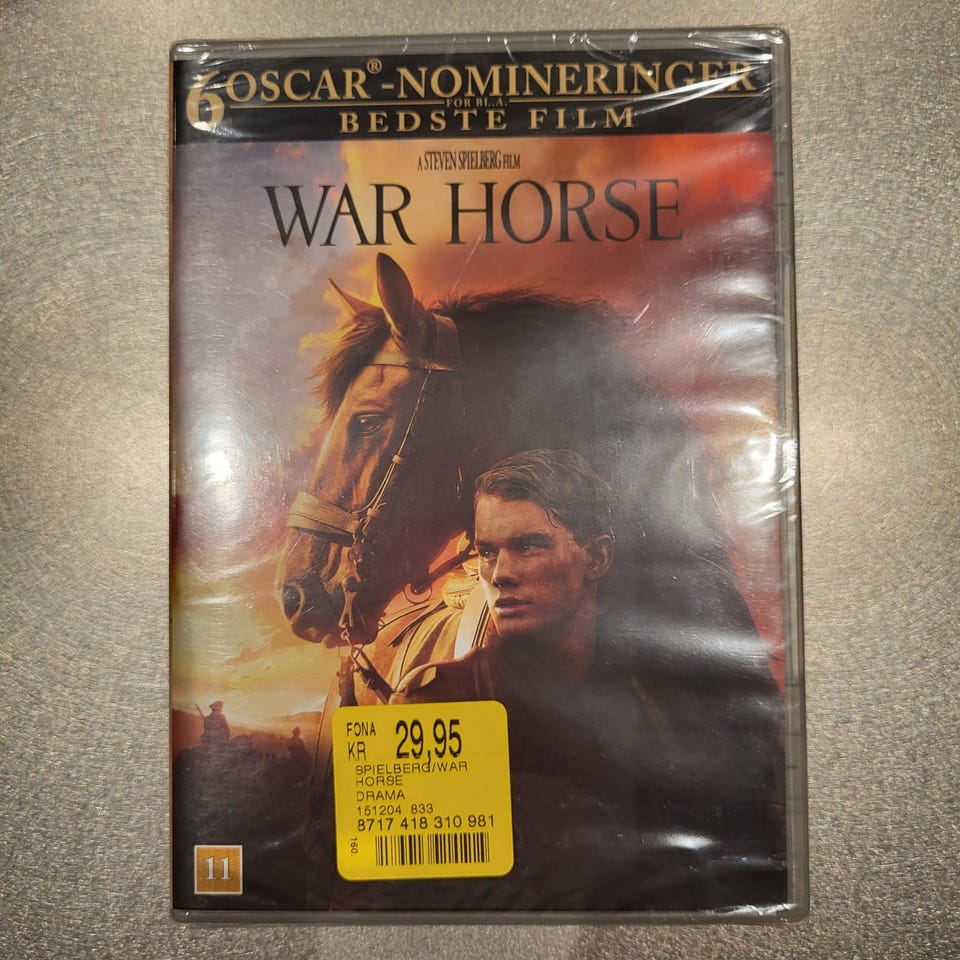 6 OSCAR®-NOMINERINGER
FOR BL.A.
BEDSTE FILM
A STEVEN SPIELBERG FILM
WAR HORSE
FONA
KR 29,95
SPIELBERG/WAR
HORSE
DRAMA
151204 833
8717 418 310 981
160.
11